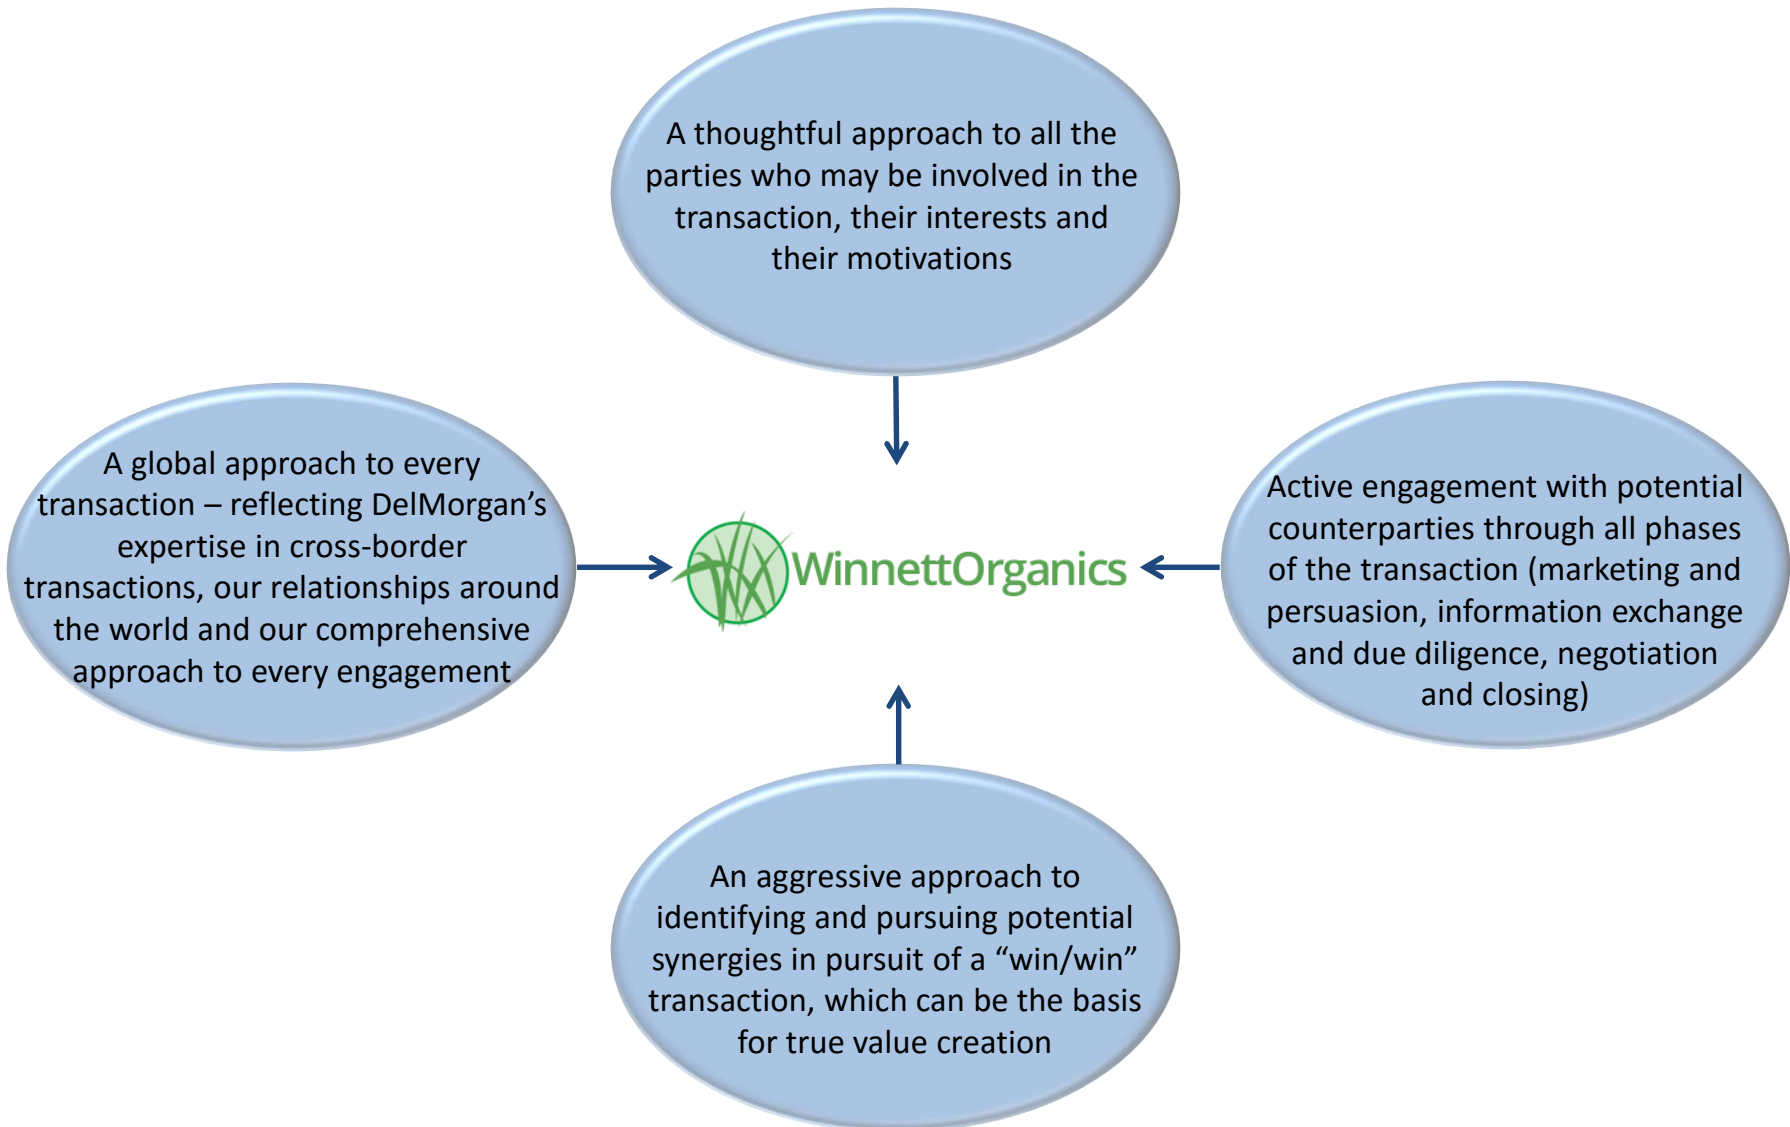 A thoughtful approach to all the
parties who may be involved in the
transaction, their interests and
their motivations
A global approach to every
transaction – reflecting DelMorgan’s
expertise in cross-border
transactions, our relationships around
the world and our comprehensive
approach to every engagement
WinnettOrganics
Active engagement with potential
counterparties through all phases
of the transaction (marketing and
persuasion, information exchange
and due diligence, negotiation
and closing)
An aggressive approach to
identifying and pursuing potential
synergies in pursuit of a “win/win”
transaction, which can be the basis
for true value creation